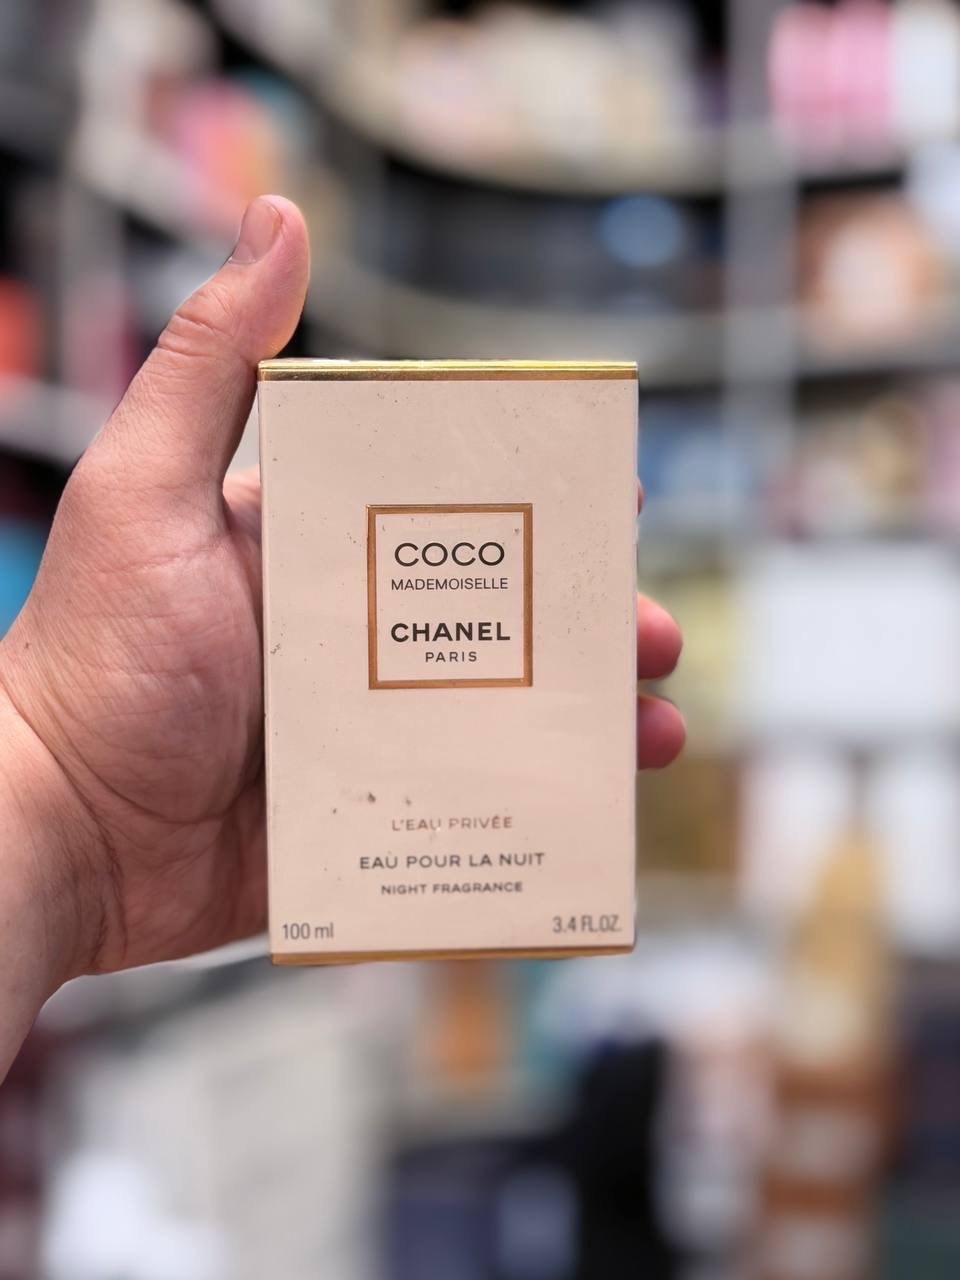 COCO
MADEMOISELLE
CHANEL
PARIS
L'EAU PRIVÉE
EAU POUR LA NUIT
NIGHT FRAGRANCE
100 ml 3.4 FL.OZ.